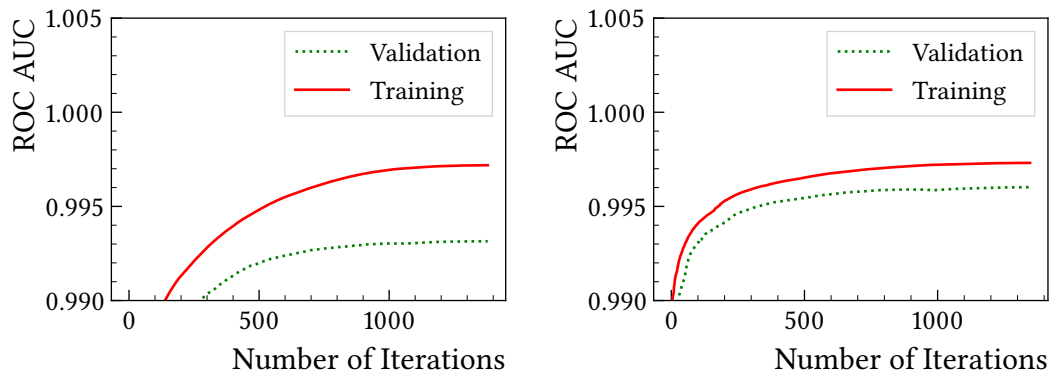 ROC AUC
1.005
1.000
0.995
0.990
Validation
Training
0
500
1000
Number of Iterations
ROC AUC
1.005
1.000
0.995
0.990
Validation
Training
0
500
1000
Number of Iterations